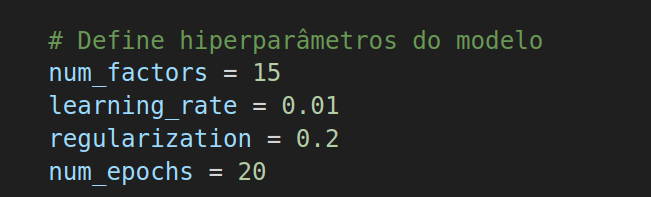 # Define hiperparâmetros do modelo
num_factors = 15
learning_rate = 0.01
regularization = 0.2
num_epochs = 20